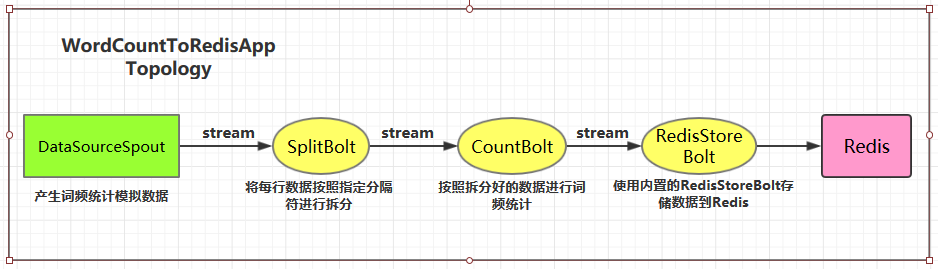 WordCountToRedisApp
Topology
DataSourceSpout
stream
SplitBolt
stream
CountBolt
stream
RedisStore
Bolt
Redis
产生词频统计模拟数据
将每行数据按照指定分隔
符进行拆分
按照拆分好的数据进行词
频统计
使用内置的RedisStoreBolt存
储数据到Redis